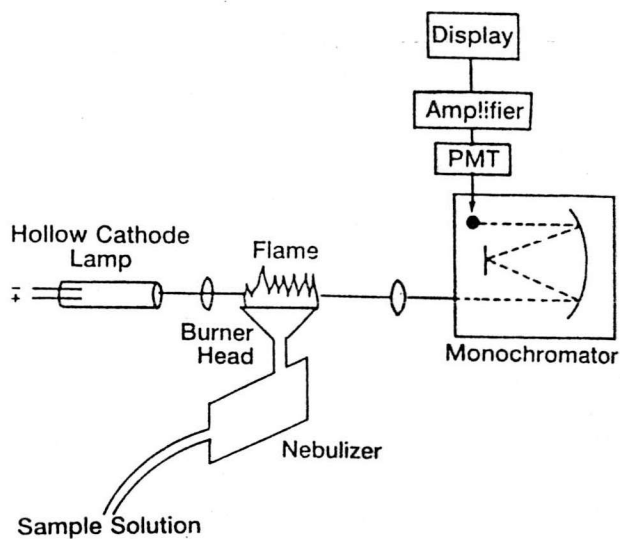 Display
Amplifier
PMT
Hollow Cathode
Lamp
Flame
−
+
Burner
Head
Monochromator
Nebulizer
Sample Solution